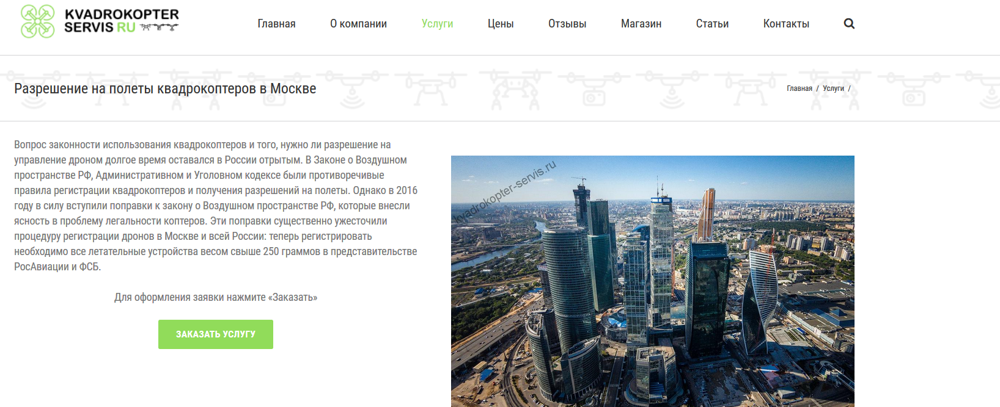 KVADROKOPTER
SERVIS RU
Главная
О компании
Услуги
Цены
Отзывы
Магазин
Статьи
Контакты
Разрешение на полеты квадрокоптеров в Москве
Главная / Услуги /
Вопрос законности использования квадрокоптеров и того, нужно ли разрешение на
управление дроном долгое время оставался в России отрытым. В Законе о Воздушном
пространстве РФ, Административном и Уголовном кодексе были противоречивые
правила регистрации квадрокоптеров и получения разрешений на полеты. Однако в 2016
году в силу вступили поправки к закону о Воздушном пространстве РФ, которые внесли
ясность в проблему легальности коптеров. Эти поправки существенно ужесточили
процедуру регистрации дронов в Москве и всей России: теперь регистрировать
необходимо все летательные устройства весом свыше 250 граммов в представительстве
РосАвиации и ФСБ.
Для оформления заявки нажмите «Заказать»
ЗАКАЗАТЬ УСЛУГУ
kvadrokopter-servis.ru